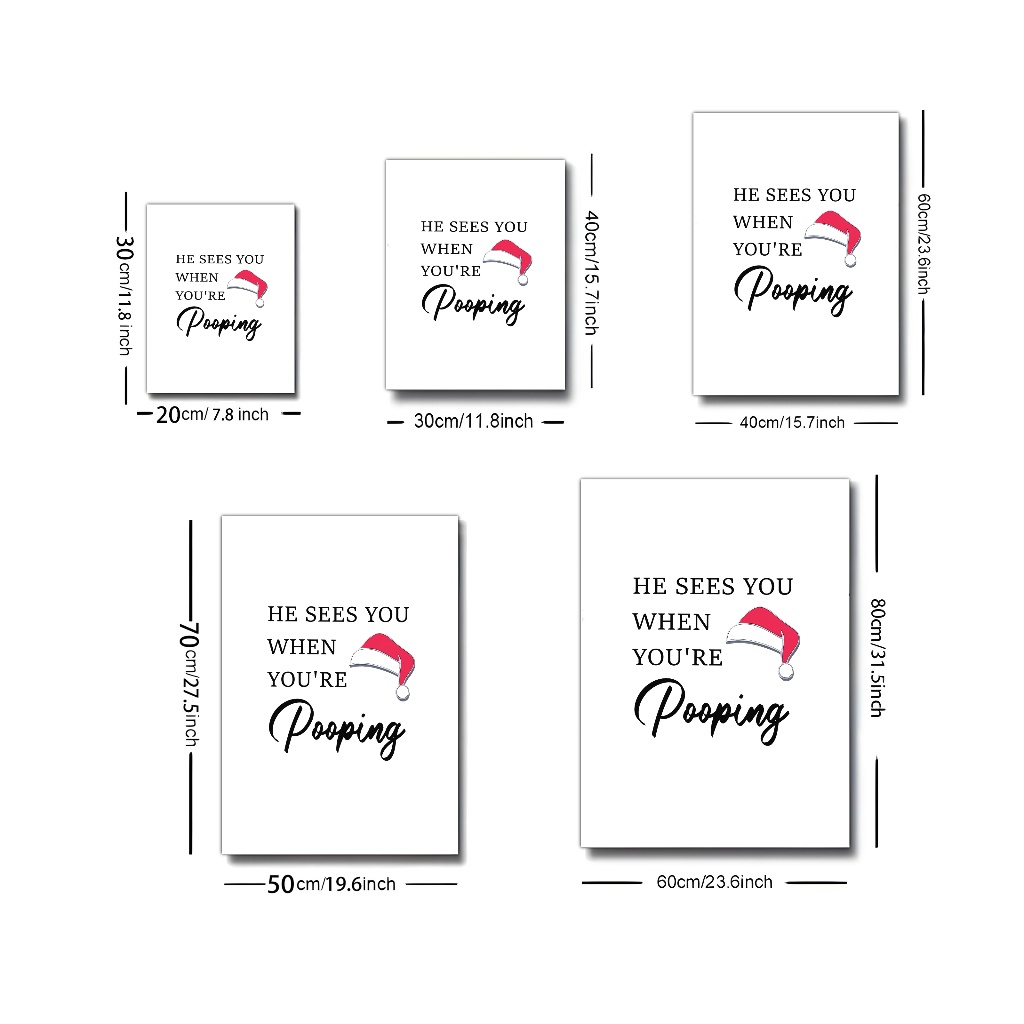 HE SEES YOU
WHEN
YOU'RE
Pooping
30cm/11.8 inch
20cm/ 7.8 inch
HE SEES YOU
WHEN
YOU'RE
Pooping
40cm/15.7inch
30cm/11.8inch
HE SEES YOU
WHEN
YOU'RE
Pooping
60cm/23.6inch
40cm/15.7inch
HE SEES YOU
WHEN
YOU'RE
Pooping
70cm/27.5inch
50cm/19.6inch
HE SEES YOU
WHEN
YOU'RE
Pooping
80cm/31.5inch
60cm/23.6inch